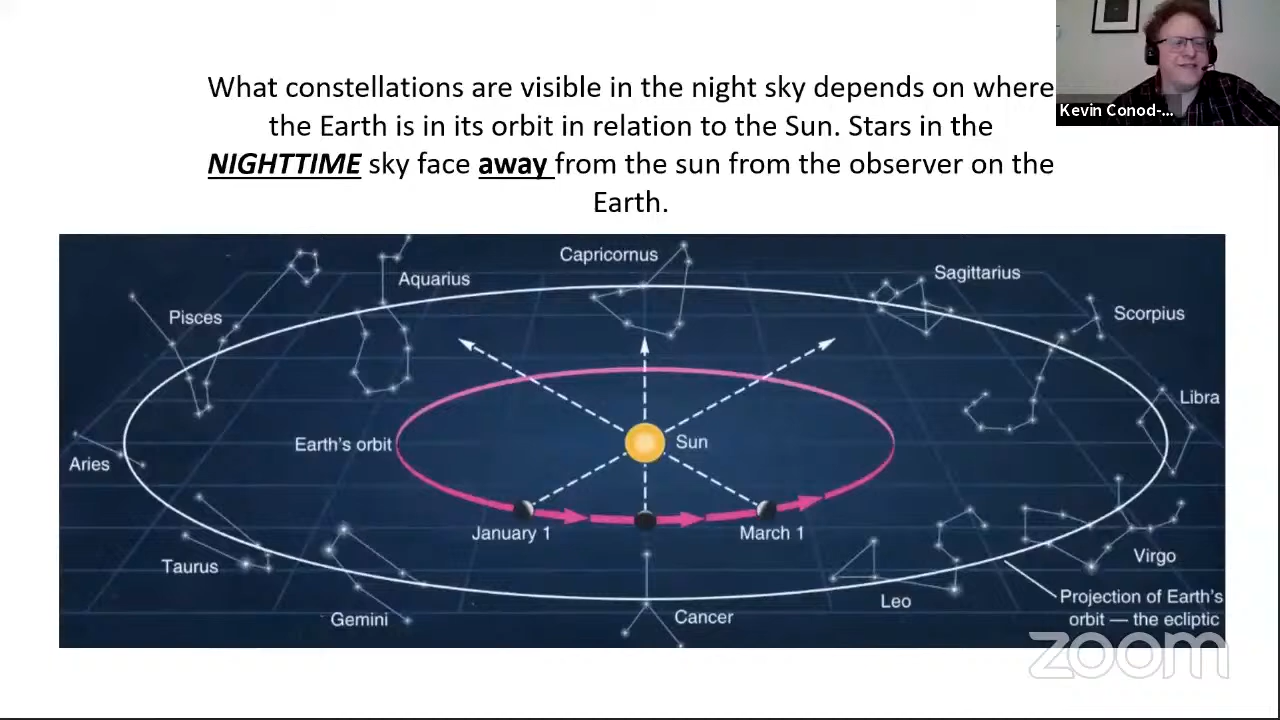 What constellations are visible in the night sky depends on where
the Earth is in its orbit in relation to the Sun. Stars in the
NIGHTTIME sky face away from the sun from the observer on the
Earth.
Kevin Conod-...
Capricornus
Aquarius
Sagittarius
Pisces
Scorpius
Libra
Earth's orbit
Sun
Aries
January 1
March 1
Taurus
Virgo
Gemini
Cancer
Leo
Projection of Earth's
orbit — the ecliptic
zoom